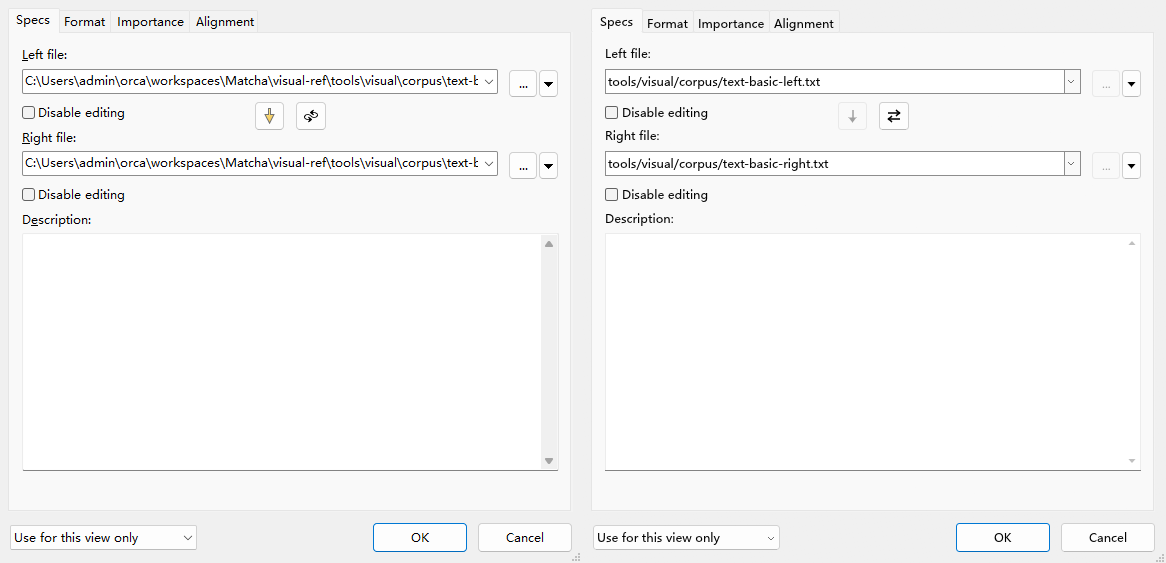 Specs Format Importance Alignment
Left file:
C:\Users\admin\orca\workspaces\Matcha\visual-ref\tools\visual\corpus\text-b ...
Disable editing
Right file:
C:\Users\admin\orca\workspaces\Matcha\visual-ref\tools\visual\corpus\text-b ...
Disable editing
Description:
Use for this view only OK Cancel
Specs Format Importance Alignment
Left file:
tools/visual/corpus/text-basic-left.txt ...
Disable editing
Right file:
tools/visual/corpus/text-basic-right.txt ...
Disable editing
Description:
Use for this view only OK Cancel